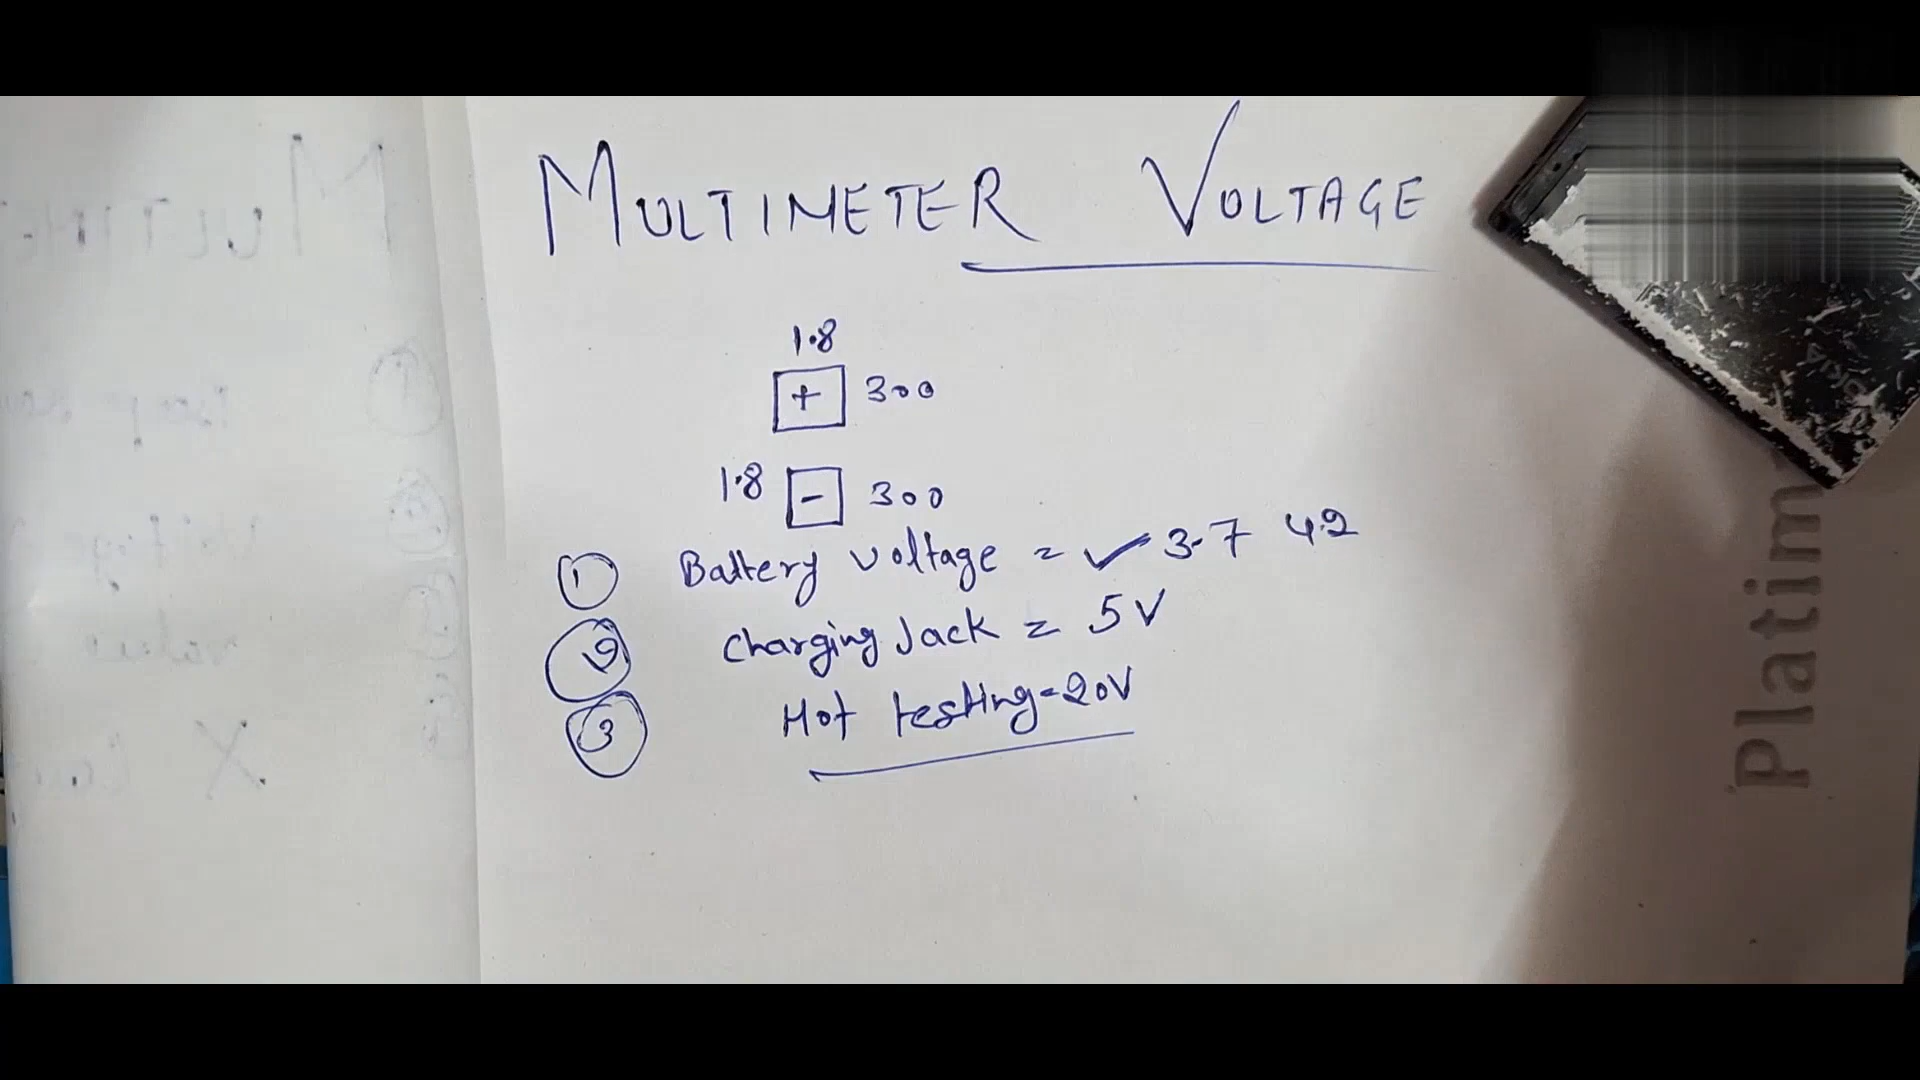 MULTIMETER VOLTAGE
1.8
+ 300
1.8 - 300
1 Battery voltage = ✓ 3.7 4.2
2 Charging Jack = 5V
3 Hot testing = 20V
Platim